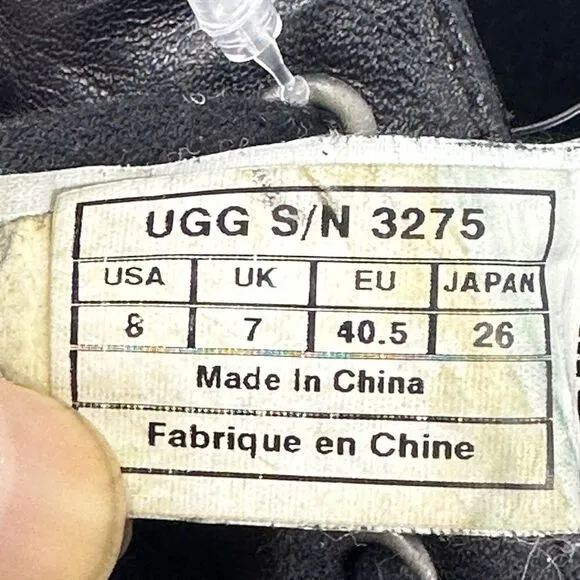 UGG S/N 3275
USA UK EU JAPAN
8 7 40.5 26
Made In China
Fabrique en Chine